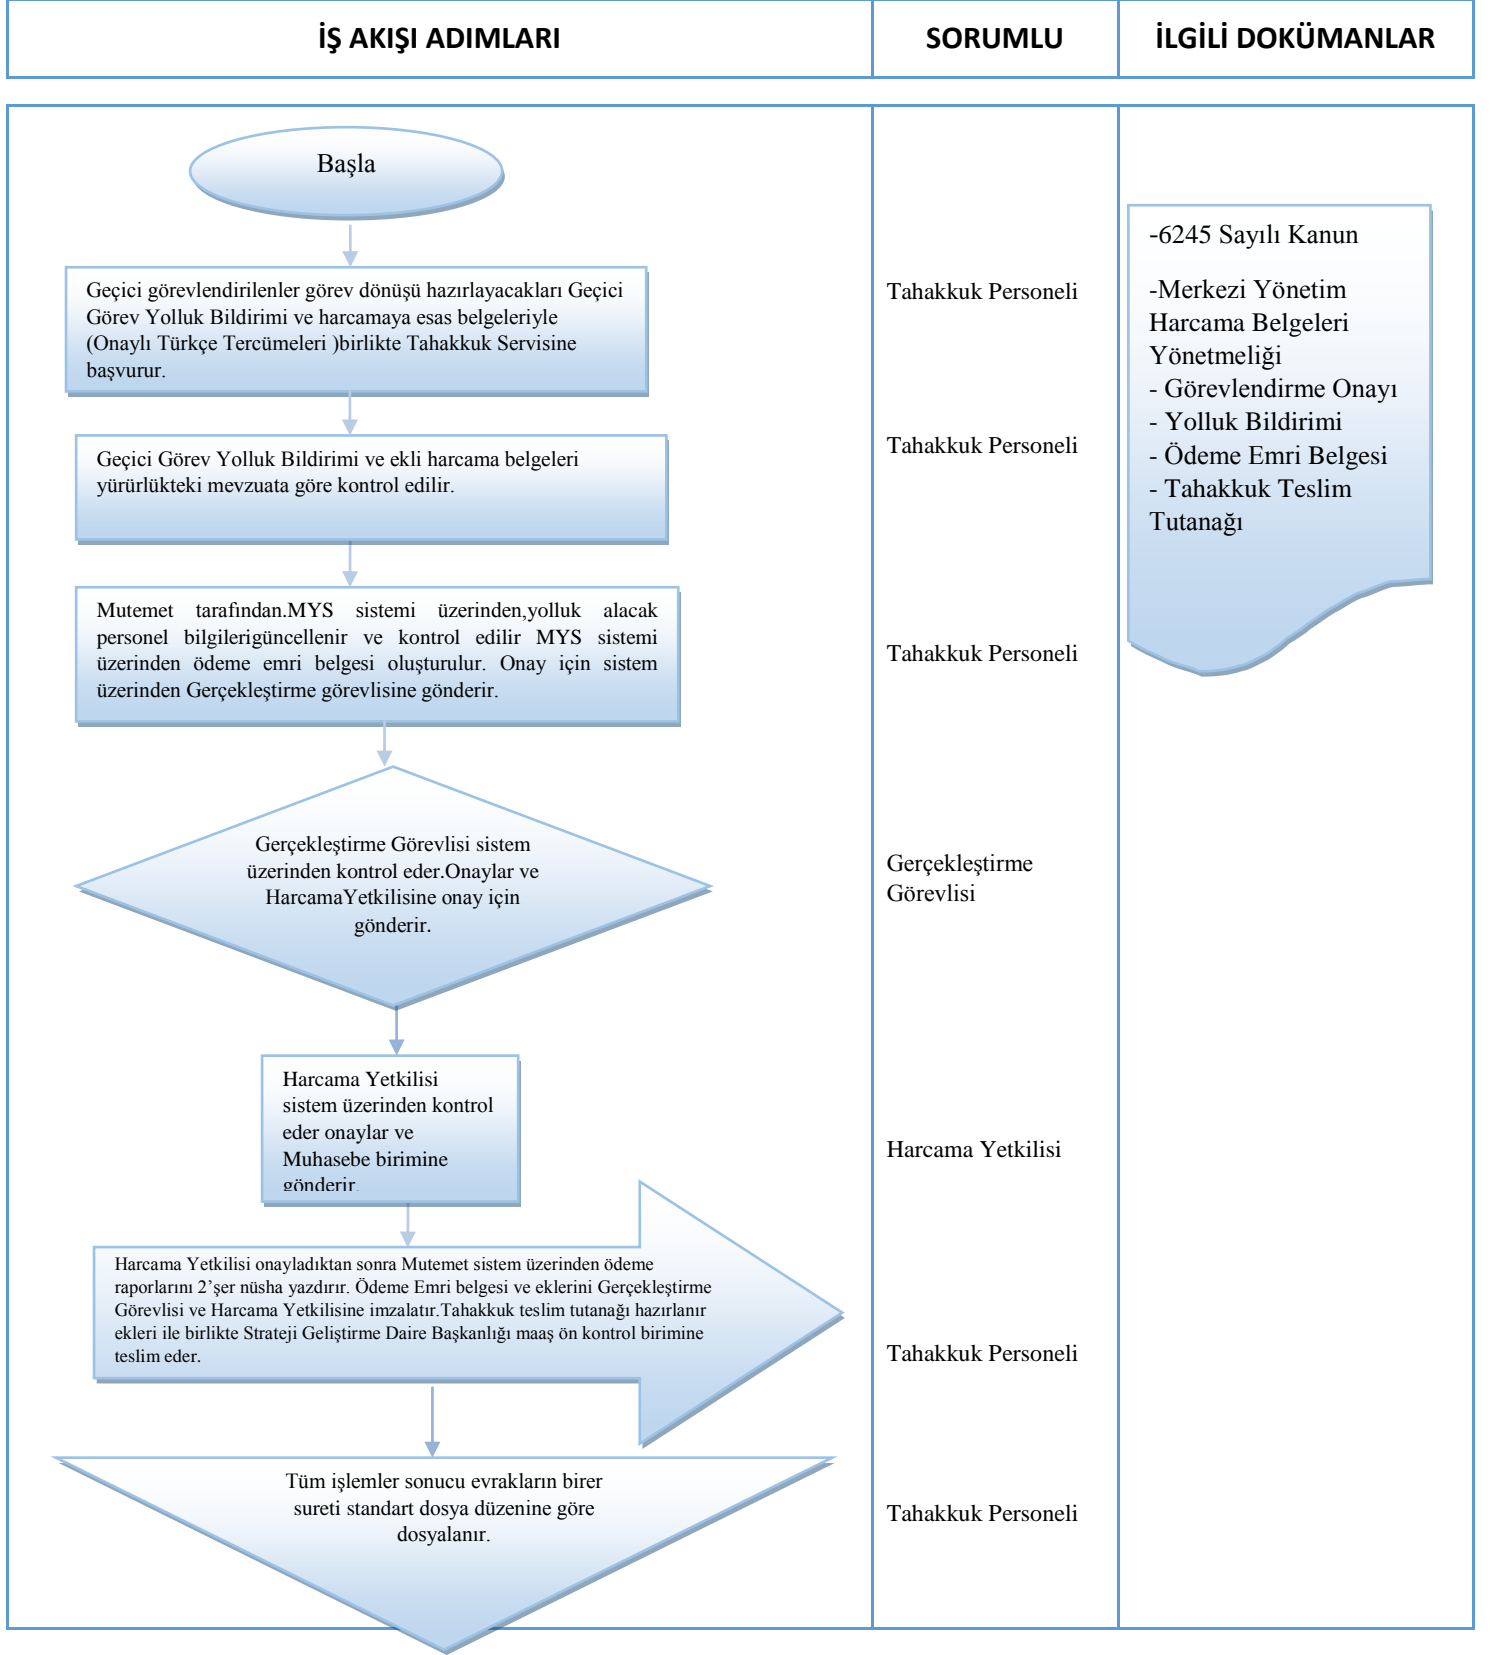 İŞ AKIŞI ADIMLARI
SORUMLU
İLGİLİ DOKÜMANLAR
Başla
Geçici görevlendirilenler görev dönüşü hazırlayacakları Geçici
Görev Yolluk Bildirimi ve harcamaya esas belgeleriyle
(Onaylı Türkçe Tercümeleri )birlikte Tahakkuk Servisine
başvurur.
Tahakkuk Personeli
Geçici Görev Yolluk Bildirimi ve ekli harcama belgeleri
yürürlükteki mevzuata göre kontrol edilir.
Tahakkuk Personeli
Mutemet tarafından.MYS sistemi üzerinden,yolluk alacak
personel bilgilerigüncellenir ve kontrol edilir MYS sistemi
üzerinden ödeme emri belgesi oluşturulur. Onay için sistem
üzerinden Gerçekleştirme görevlisine gönderir.
Tahakkuk Personeli
Gerçekleştirme Görevlisi sistem
üzerinden kontrol eder.Onaylar ve
HarcamaYetkilisine onay için
gönderir.
Gerçekleştirme
Görevlisi
Harcama Yetkilisi
sistem üzerinden kontrol
eder onaylar ve
Muhasebe birimine
gönderir.
Harcama Yetkilisi
Harcama Yetkilisi onayladıktan sonra Mutemet sistem üzerinden ödeme
raporlarını 2’şer nüsha yazdırır. Ödeme Emri belgesi ve eklerini Gerçekleştirme
Görevlisi ve Harcama Yetkilisine imzalatır.Tahakkuk teslim tutanağı hazırlanır
ekleri ile birlikte Strateji Geliştirme Daire Başkanlığı maaş ön kontrol birimine
teslim eder.
Tahakkuk Personeli
Tüm işlemler sonucu evrakların birer
sureti standart dosya düzenine göre
dosyalanır.
Tahakkuk Personeli
-6245 Sayılı Kanun
-Merkezi Yönetim
Harcama Belgeleri
Yönetmeliği
- Görevlendirme Onayı
- Yolluk Bildirimi
- Ödeme Emri Belgesi
- Tahakkuk Teslim
Tutanağı